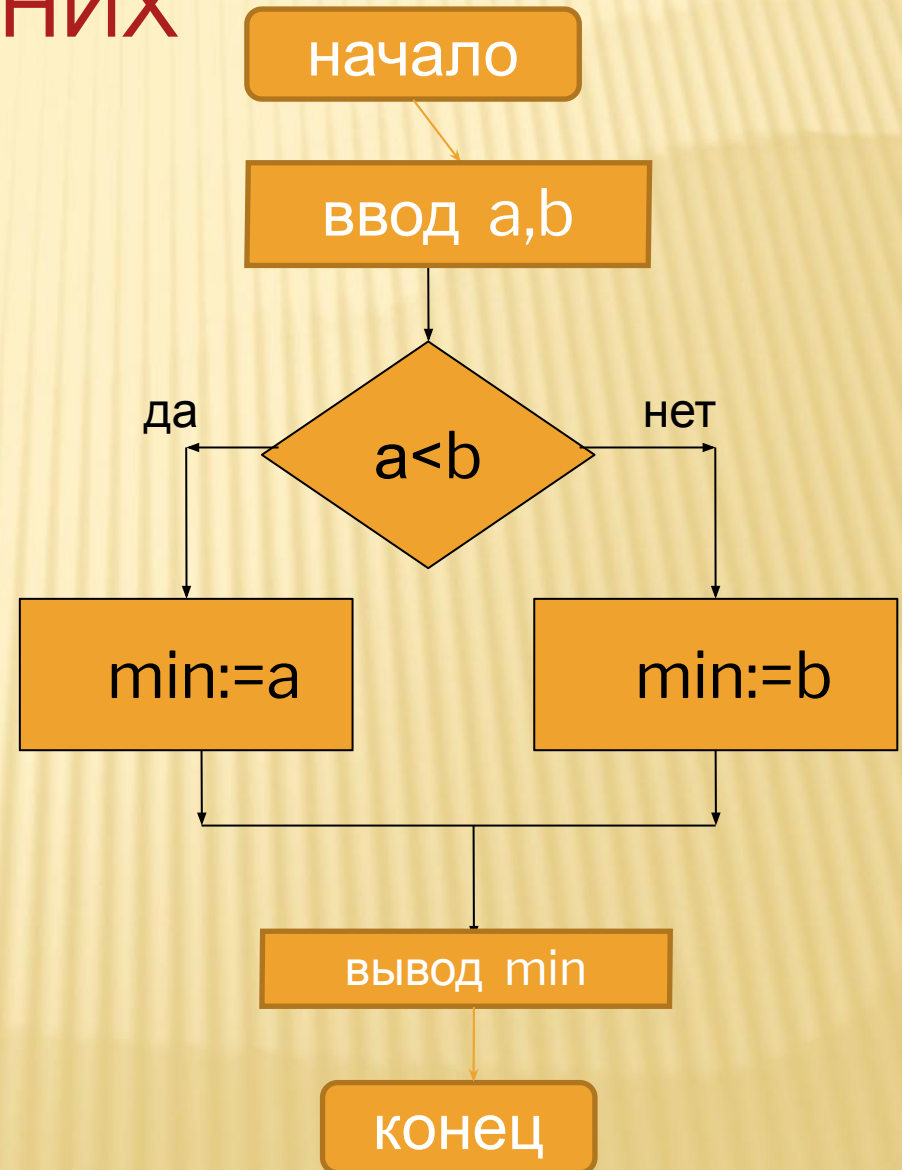 них
начало
ввод a,b
да
нет
a<b
min:=a
min:=b
вывод min
конец